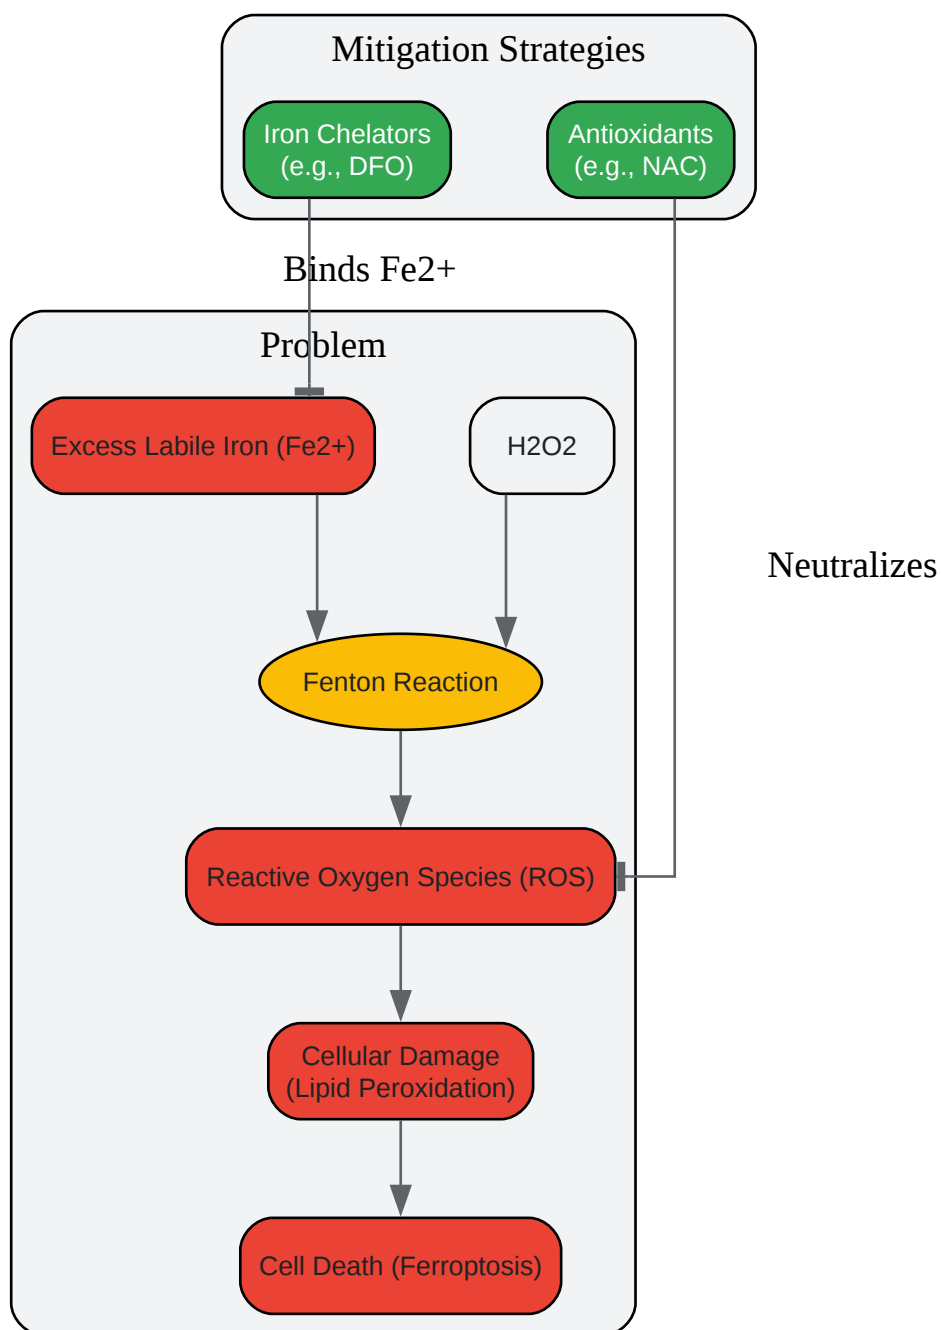 Mitigation Strategies
Iron Chelators
(e.g., DFO)
Antioxidants
(e.g., NAC)
Binds Fe2+
Problem
Excess Labile Iron (Fe2+)
H2O2
Neutralizes
Fenton Reaction
Reactive Oxygen Species (ROS)
Cellular Damage
(Lipid Peroxidation)
Cell Death (Ferroptosis)